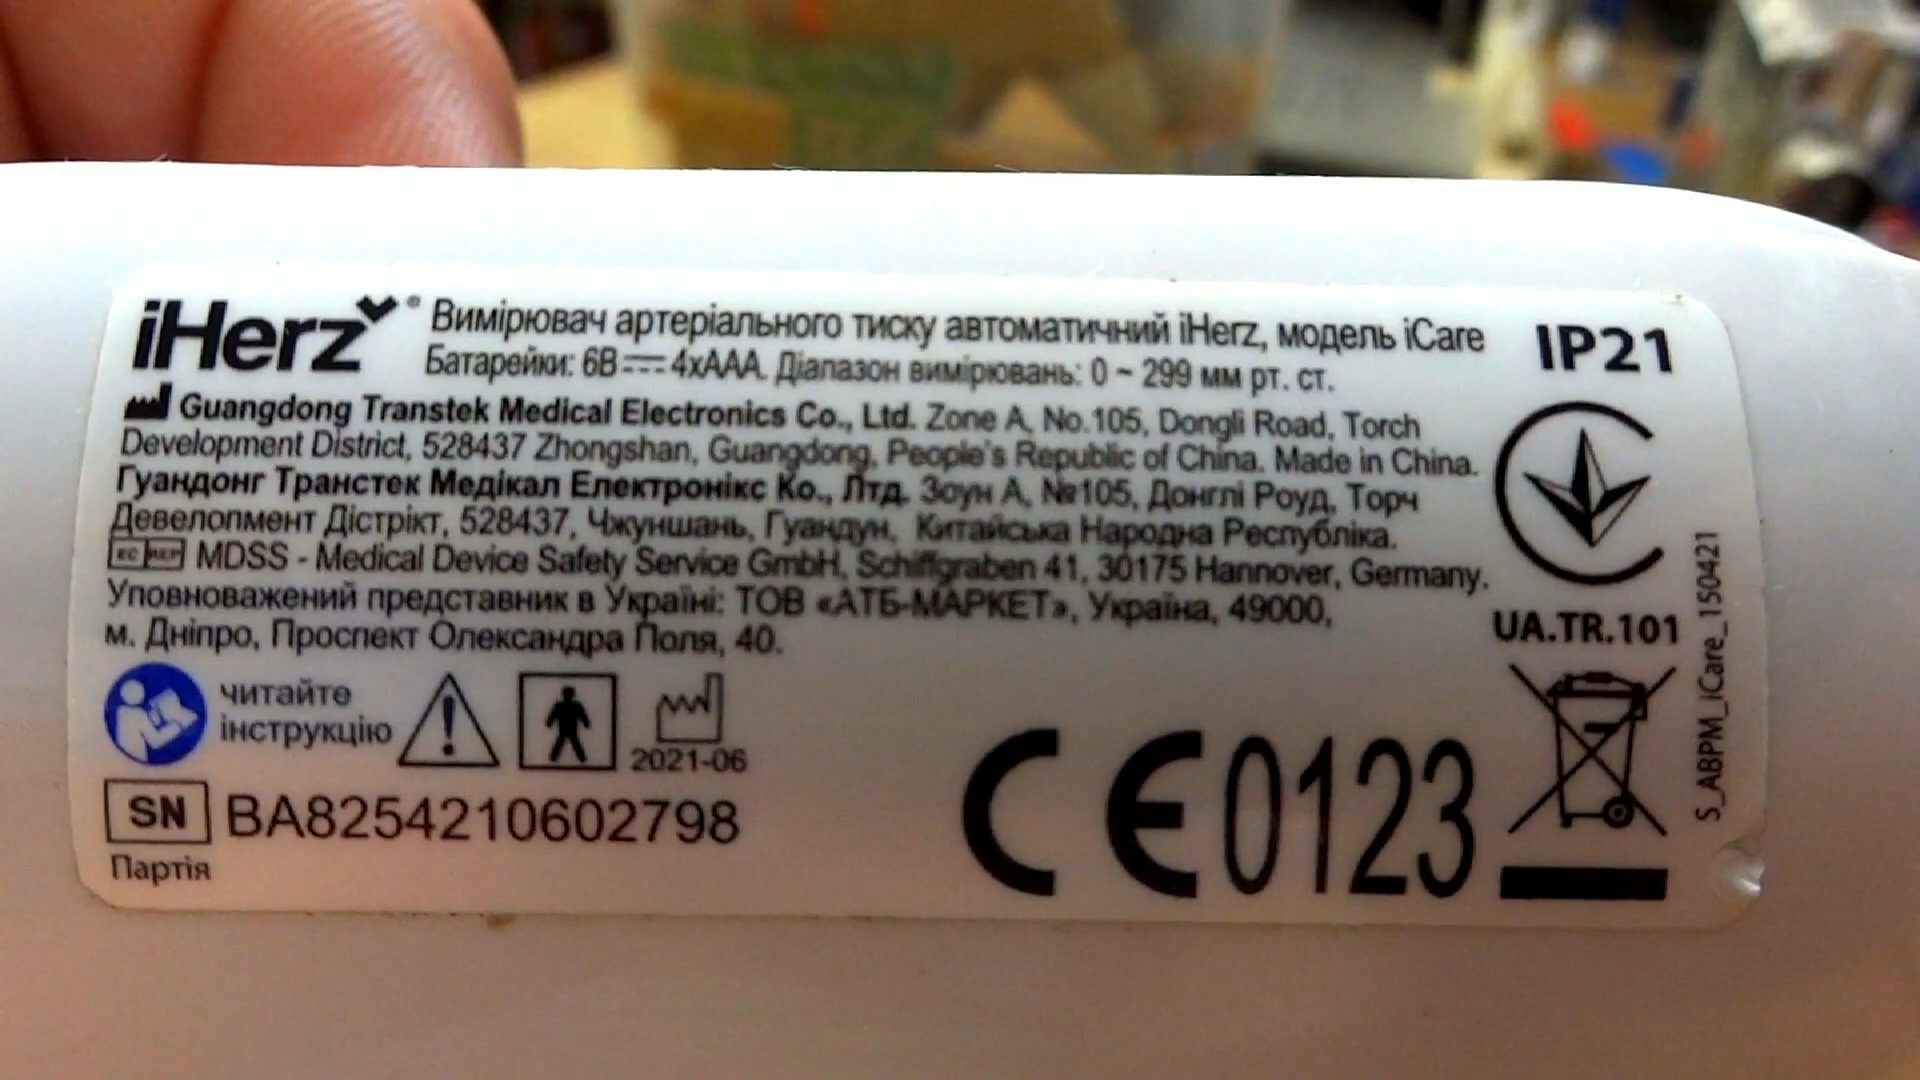 iHerz® Вимірювач артеріального тиску автоматичний iHerz, модель iCare
Батарейки: 6В 4xAAA. Діапазон вимірювань: 0 ~ 299 мм рт. ст.
IP21
Guangdong Transtek Medical Electronics Co., Ltd. Zone A, No.105, Dongli Road, Torch
Development District, 528437 Zhongshan, Guangdong, People's Republic of China. Made in China.
Гуандонг Транстек Медікал Електронікс Ко., Лтд. Зоун А, №105, Донглі Роуд, Торч
Девелопмент Дістрікт, 528437, Чжуншань, Гуандун, Китайська Народна Республіка.
EC REP MDSS - Medical Device Safety Service GmbH, Schiffgraben 41, 30175 Hannover, Germany.
Уповноважений представник в Україні: ТОВ «АТБ-МАРКЕТ», Україна, 49000,
м. Дніпро, Проспект Олександра Поля, 40.
UA.TR.101
читайте
інструкцію
2021-06
SN BA8254210602798
Партія
CE0123
S_ABPM_iCare_150421